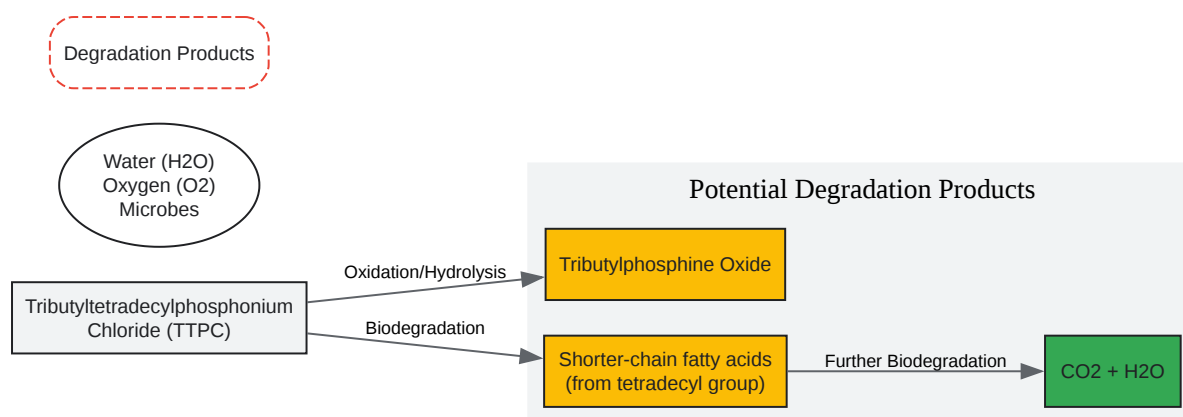 Degradation Products
Water (H2O)
Oxygen (O2)
Microbes
Potential Degradation Products
Oxidation/Hydrolysis
Tributylphosphine Oxide
Tributyltetradecylphosphonium
Chloride (TTPC)
Biodegradation
Shorter-chain fatty acids
(from tetradecyl group)
Further Biodegradation
CO2 + H2O